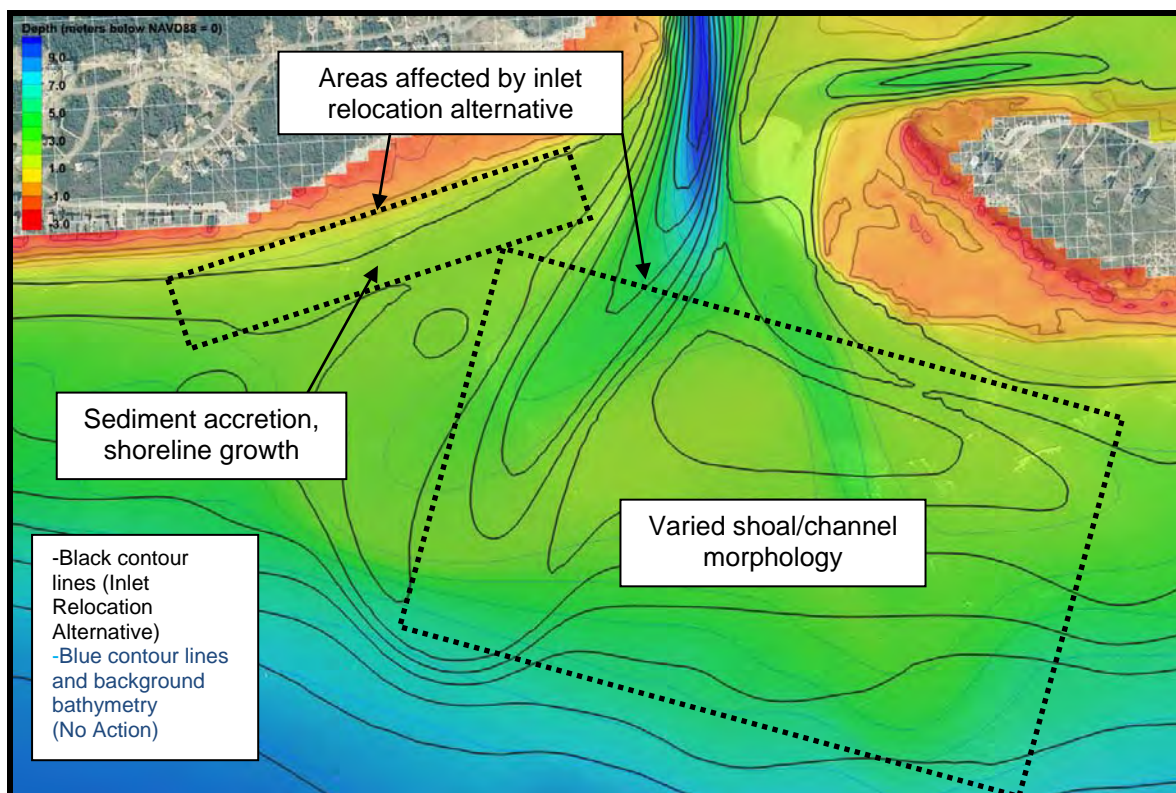 Depth (meters below NAVD88 = 0)
9.0
7.0
5.0
3.0
1.0
-1.0
-3.0
Areas affected by inlet
relocation alternative
Sediment accretion,
shoreline growth
Varied shoal/channel
morphology
-Black contour
lines (Inlet
Relocation
Alternative)
-Blue contour lines
and background
bathymetry
(No Action)